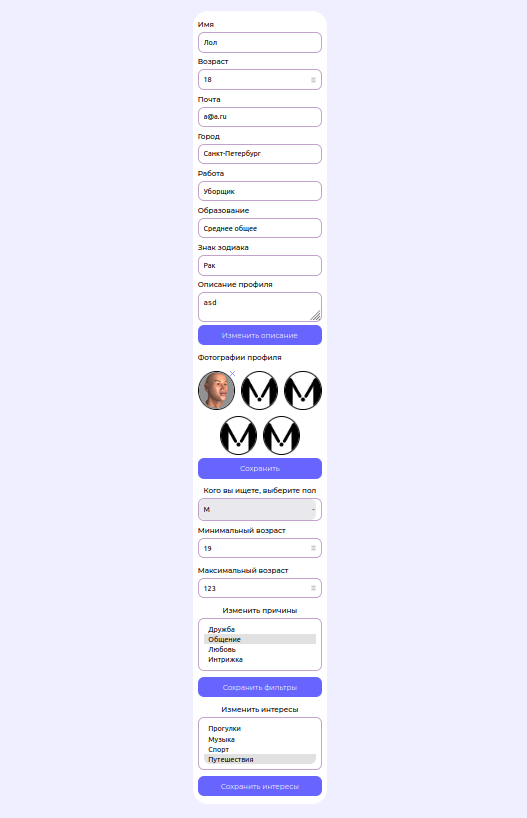 Имя
Лол
Возраст
18
Почта
a@a.ru
Город
Санкт-Петербург
Работа
Уборщик
Образование
Среднее общее
Знак зодиака
Рак
Описание профиля
asd
Изменить описание
Фотографии профиля
Сохранить
Кого вы ищете, выберите пол
М
Минимальный возраст
19
Максимальный возраст
123
Изменить причины
Дружба
Общение
Любовь
Интрижка
Сохранить фильтры
Изменить интересы
Прогулки
Музыка
Спорт
Путешествия
Сохранить интересы